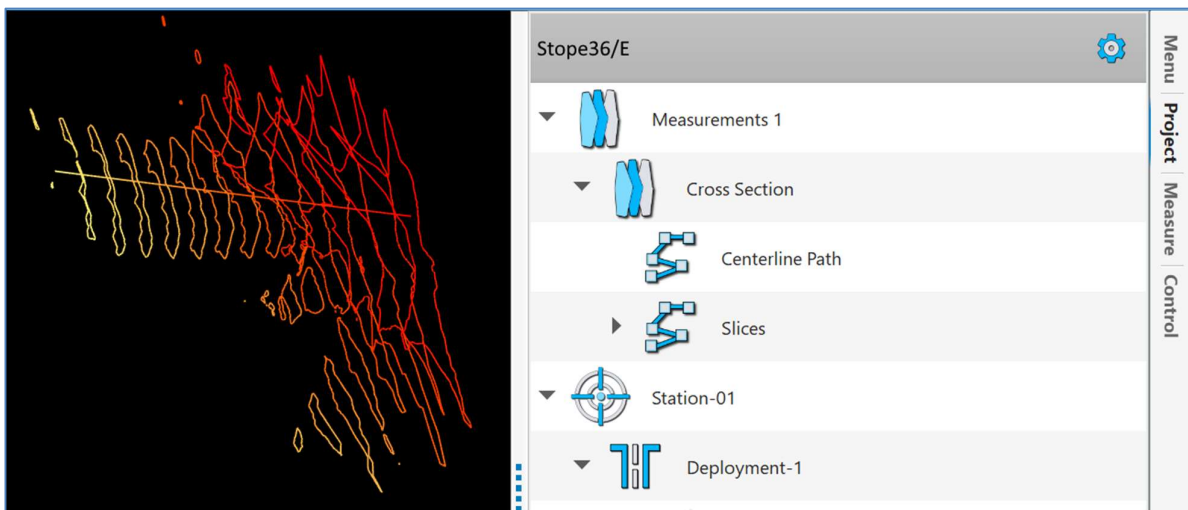 Stope36/E
Measurements 1
Cross Section
Centerline Path
Slices
Station-01
Deployment-1
Menu
Project
Measure
Control